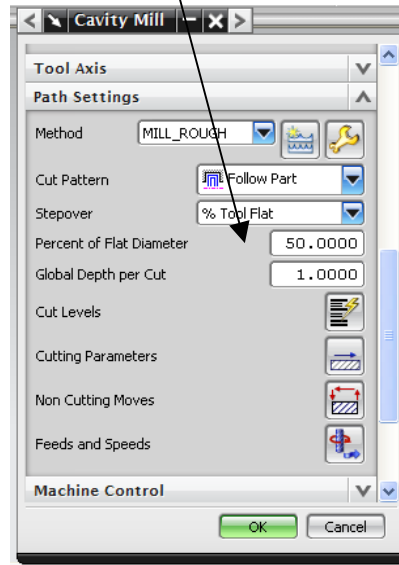 Cavity Mill
Tool Axis
Path Settings
Method MILL_ROUGH
Cut Pattern Follow Part
Stepover % Tool Flat
Percent of Flat Diameter 50.0000
Global Depth per Cut 1.0000
Cut Levels
Cutting Parameters
Non Cutting Moves
Feeds and Speeds
Machine Control
OK Cancel